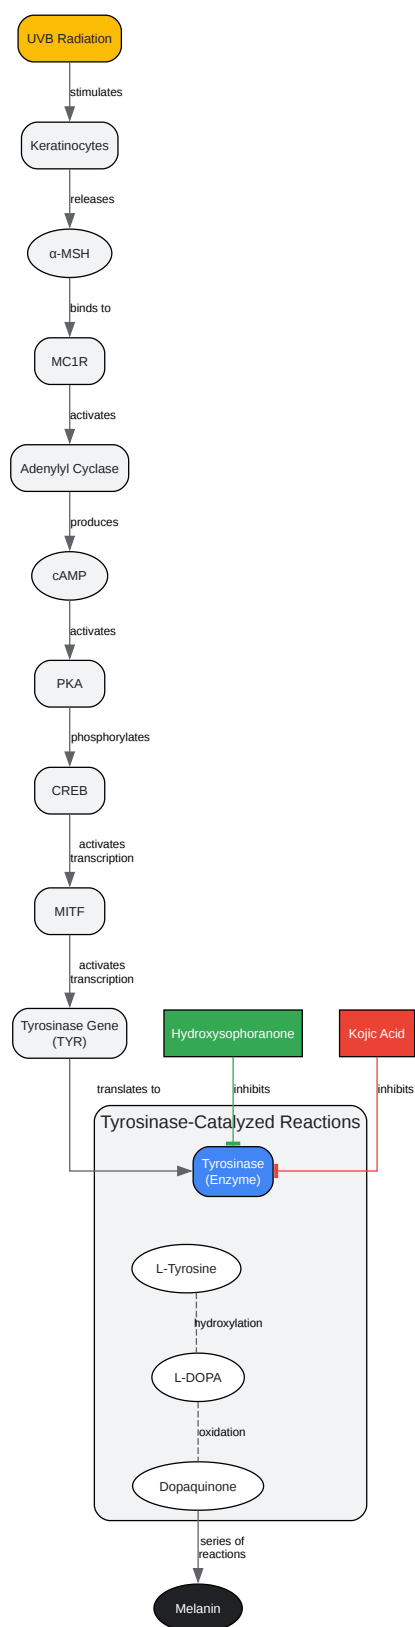 UVB Radiation
stimulates
Keratinocytes
releases
α-MSH
binds to
MC1R
activates
Adenylyl Cyclase
produces
cAMP
activates
PKA
phosphorylates
CREB
activates
transcription
MITF
activates
transcription
Tyrosinase Gene
(TYR)
Hydroxysophoranone
Kojic Acid
translates to
inhibits
inhibits
Tyrosinase-Catalyzed Reactions
Tyrosinase
(Enzyme)
L-Tyrosine
hydroxylation
L-DOPA
oxidation
Dopaquinone
series of
reactions
Melanin